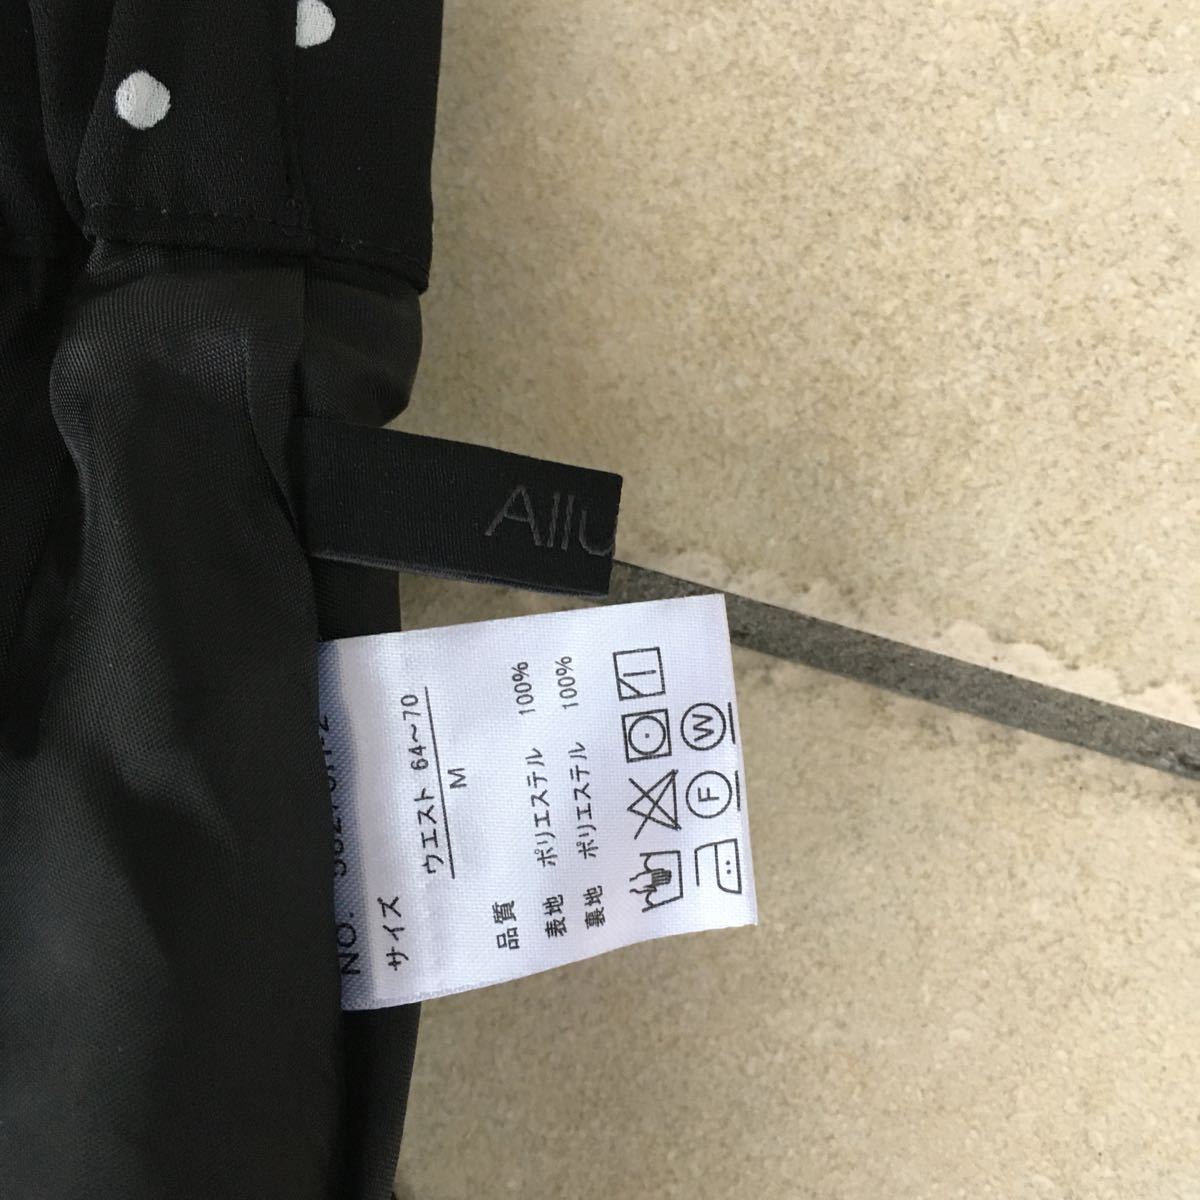 Allu
NO.
サイズ
ウエスト 64～70
M
品質
表地 ポリエステル 100%
裏地 ポリエステル 100%
F W